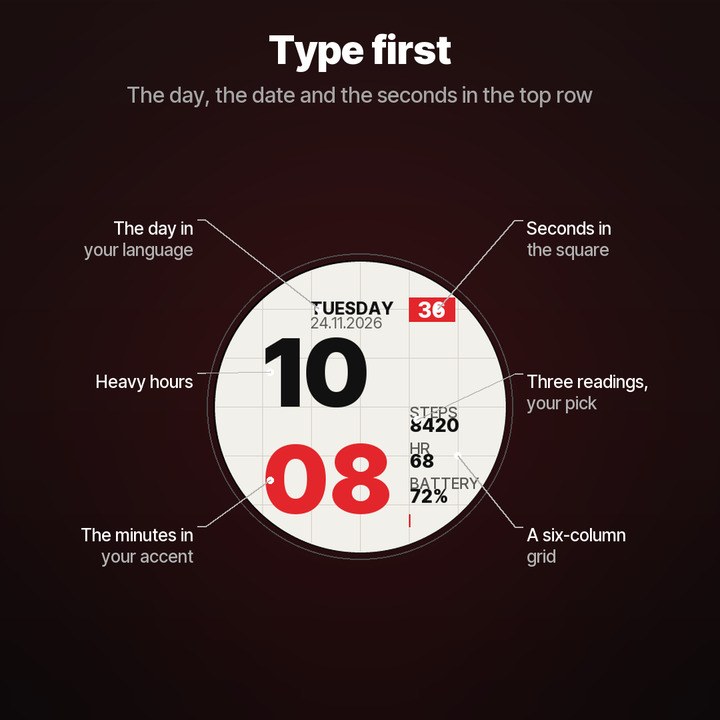 Type first
The day, the date and the seconds in the top row
The day in
your language
Seconds in
the square
TUESDAY
24.11.2026
36
10
Heavy hours
Three readings,
your pick
STEPS
8420
HR
68
BATTERY
72%
08
The minutes in
your accent
A six-column
grid